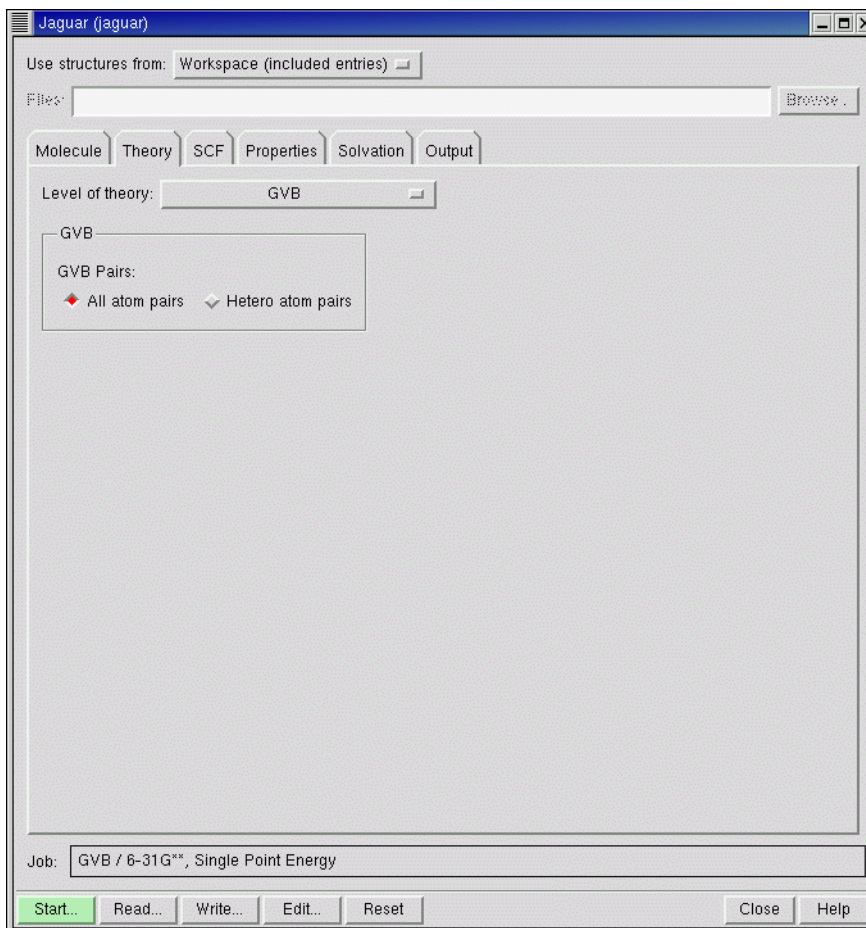 Jaguar (jaguar)
Use structures from: Workspace (included entries)
Files: Browse...
Molecule Theory SCF Properties Solvation Output
Level of theory: GVB
GVB
GVB Pairs:
All atom pairs Hetero atom pairs
Job: GVB / 6-31G**, Single Point Energy
Start... Read... Write... Edit... Reset Close Help